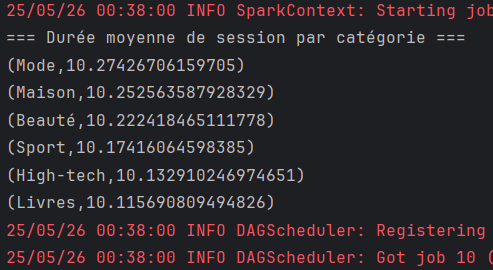 25/05/26 00:38:00 INFO SparkContext: Starting job
=== Durée moyenne de session par catégorie ===
(Mode,10.27426706159705)
(Maison,10.252563587928329)
(Beauté,10.222418465111778)
(Sport,10.17416064598385)
(High-tech,10.132910246974651)
(Livres,10.115690809494826)
25/05/26 00:38:00 INFO DAGScheduler: Registering
25/05/26 00:38:00 INFO DAGScheduler: Got job 10 (